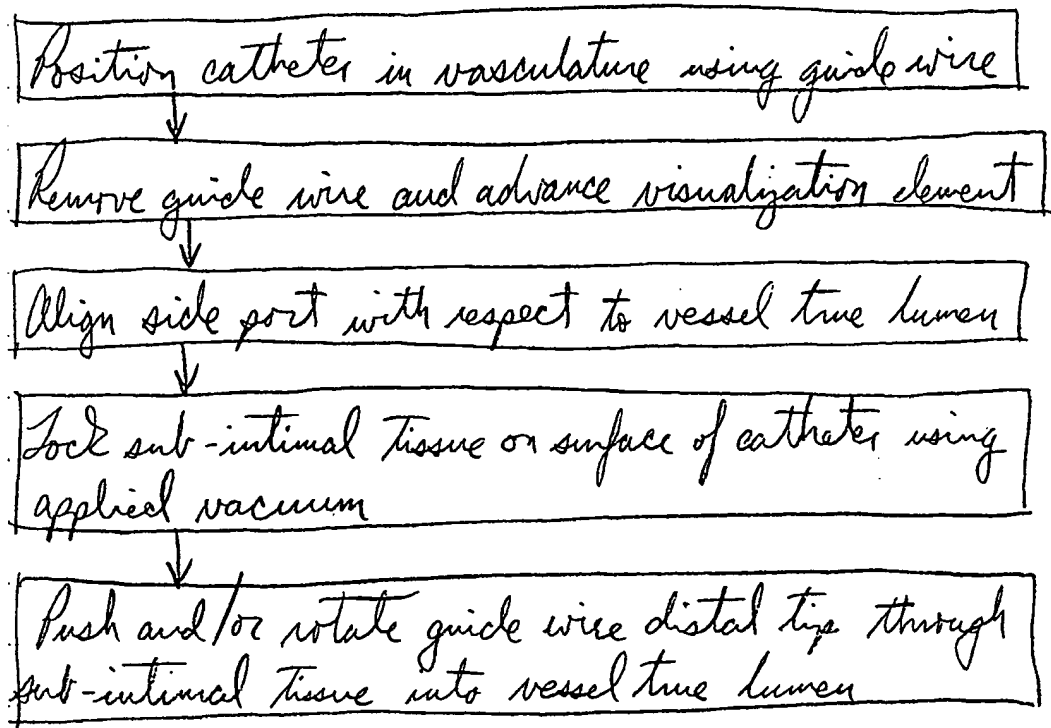 Position catheter in vasculature using guide wire
Remove guide wire and advance visualization element
Align side port with respect to vessel true lumen
Lock sub-intimal tissue on surface of catheter using
applied vacuum
Push and/or rotate guide wire distal tip through
sub-intimal tissue into vessel true lumen